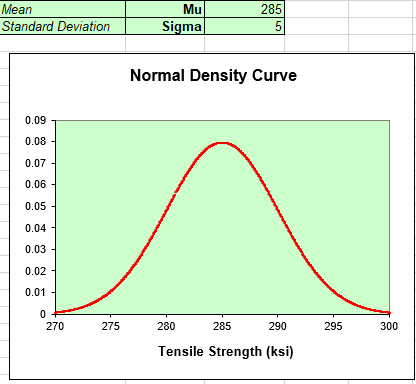 Mean Mu 285
Standard Deviation Sigma 5
Normal Density Curve
0.09
0.08
0.07
0.06
0.05
0.04
0.03
0.02
0.01
0
270 275 280 285 290 295 300
Tensile Strength (ksi)